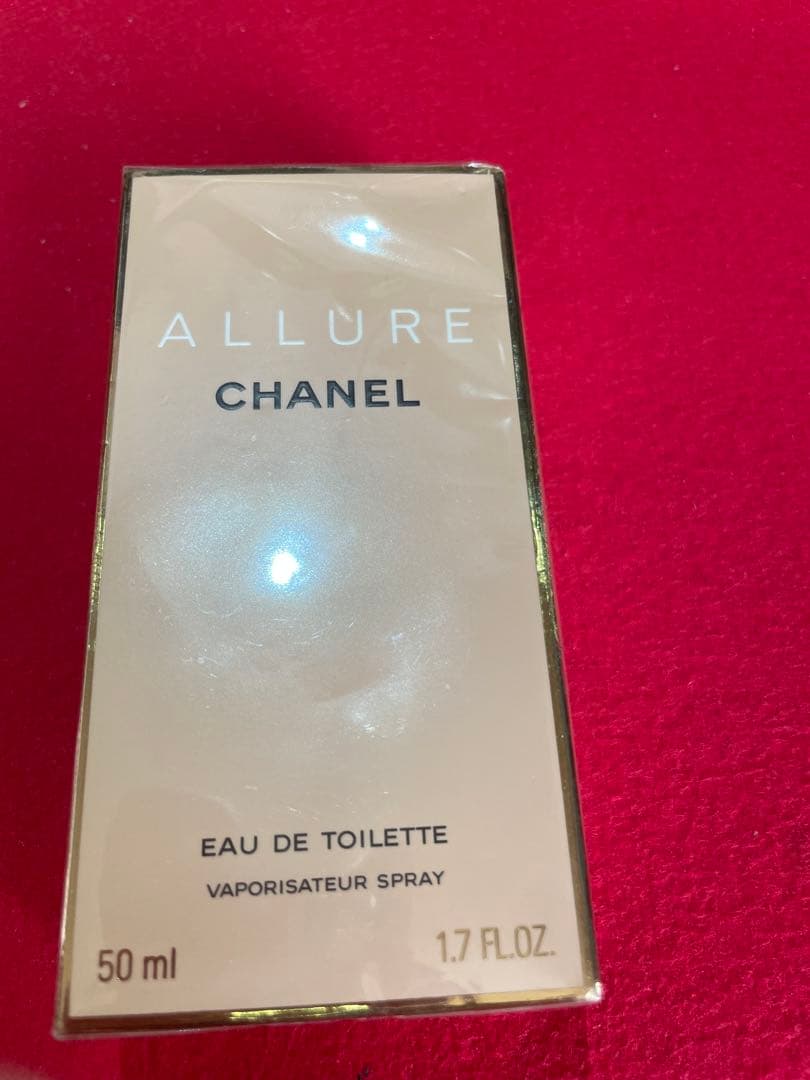 ALLURE
CHANEL
EAU DE TOILETTE
VAPORISATEUR SPRAY
50 ml 1.7 FL.OZ.